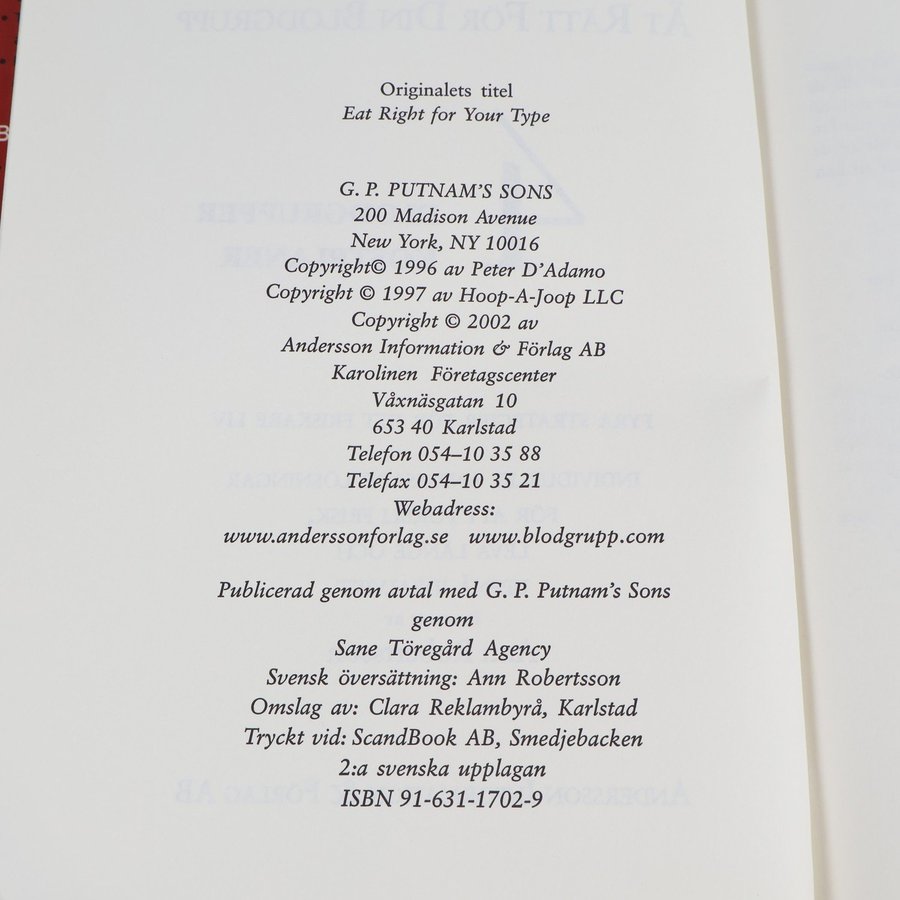 Originalets titel
Eat Right for Your Type
G. P. PUTNAM'S SONS
200 Madison Avenue
New York, NY 10016
Copyright© 1996 av Peter D'Adamo
Copyright © 1997 av Hoop-A-Joop LLC
Copyright © 2002 av
Andersson Information & Förlag AB
Karolinen Företagscenter
Våxnäsgatan 10
653 40 Karlstad
Telefon 054–10 35 88
Telefax 054–10 35 21
Webadress:
www.anderssonforlag.se www.blodgrupp.com
Publicerad genom avtal med G. P. Putnam's Sons
genom
Sane Töregård Agency
Svensk översättning: Ann Robertsson
Omslag av: Clara Reklambyrå, Karlstad
Tryckt vid: ScandBook AB, Smedjebacken
2:a svenska upplagan
ISBN 91-631-1702-9